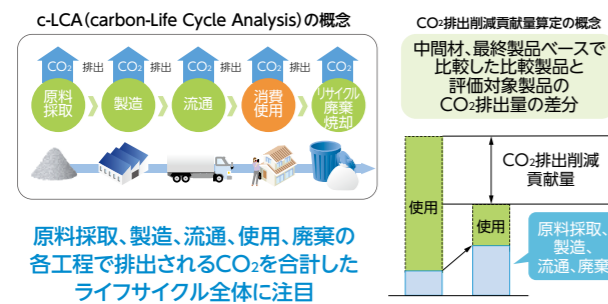 c-LCA(carbon-Life Cycle Analysis)の概念
CO2 排出 CO2 排出 CO2 排出 CO2 排出 CO2
原料
採取
製造
流通
消費
使用
リサイクル
廃棄
焼却
原料採取、製造、流通、使用、廃棄の
各工程で排出されるCO2を合計した
ライフサイクル全体に注目
CO2排出削減貢献量算定の概念
中間材、最終製品ベースで
比較した比較製品と
評価対象製品の
CO2排出量の差分
CO2排出削減
貢献量
使用
使用
原料採取、
製造、
流通、廃棄